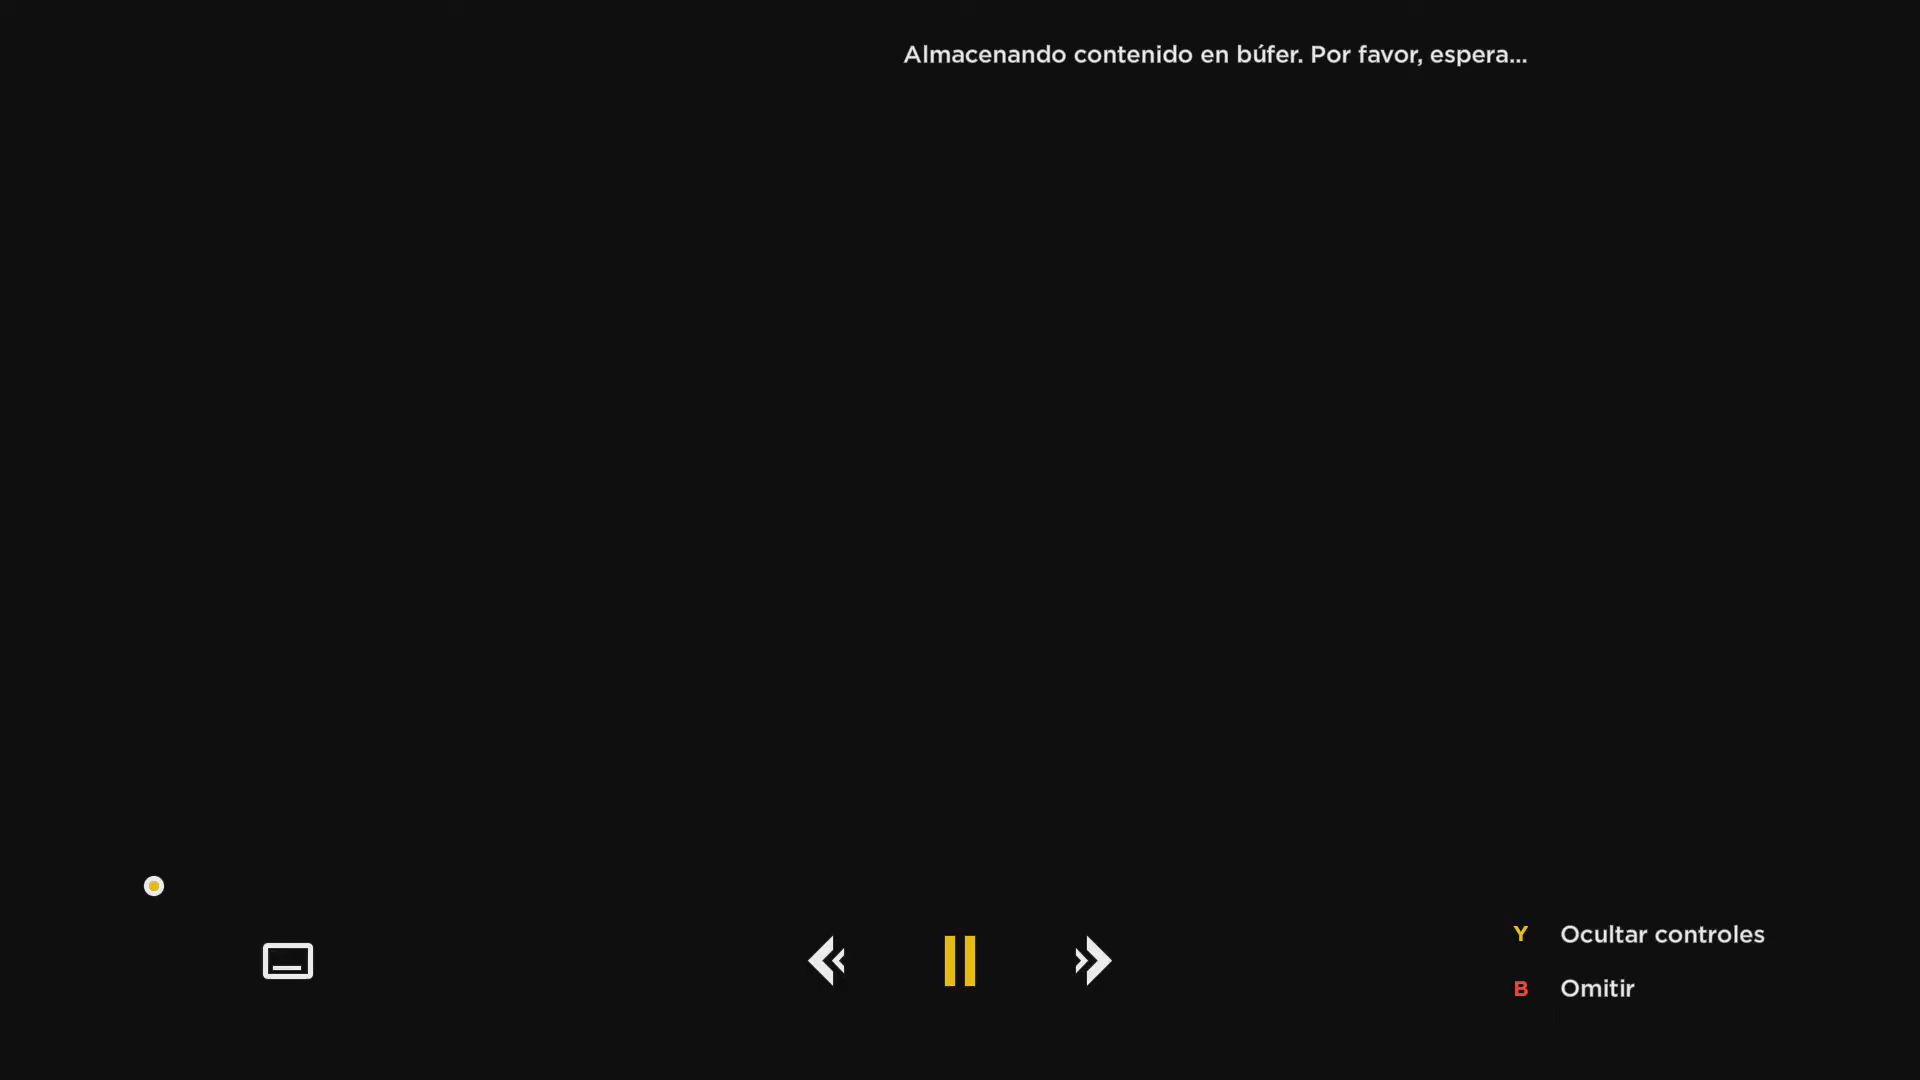 Almacenando contenido en búfer. Por favor, espera...
Y Ocultar controles
B Omitir